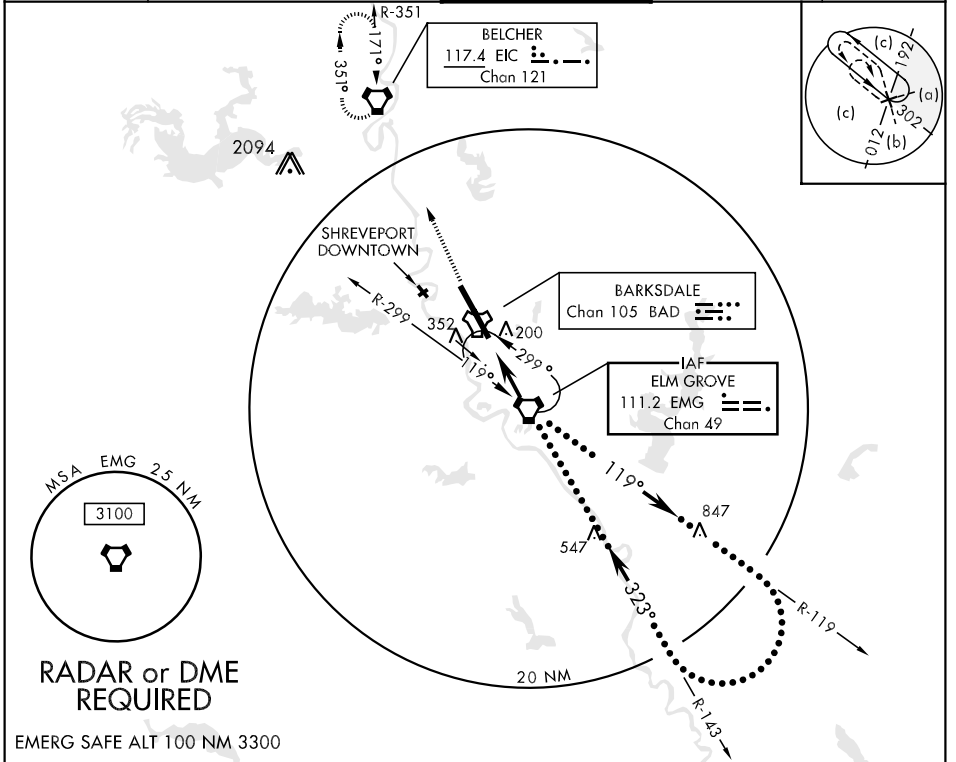 R-351
171°
351°
BELCHER
117.4 EIC
Chan 121
(c)
192
(a)
(c)
302
(b)
012
2094
SHREVEPORT
DOWNTOWN
R-299
352
119°
200
299°
BARKSDALE
Chan 105 BAD
IAF
ELM GROVE
111.2 EMG
Chan 49
119°
847
547
323°
R-119
R-143
20 NM
MSA EMG 25 NM
3100
RADAR or DME
REQUIRED
EMERG SAFE ALT 100 NM 3300